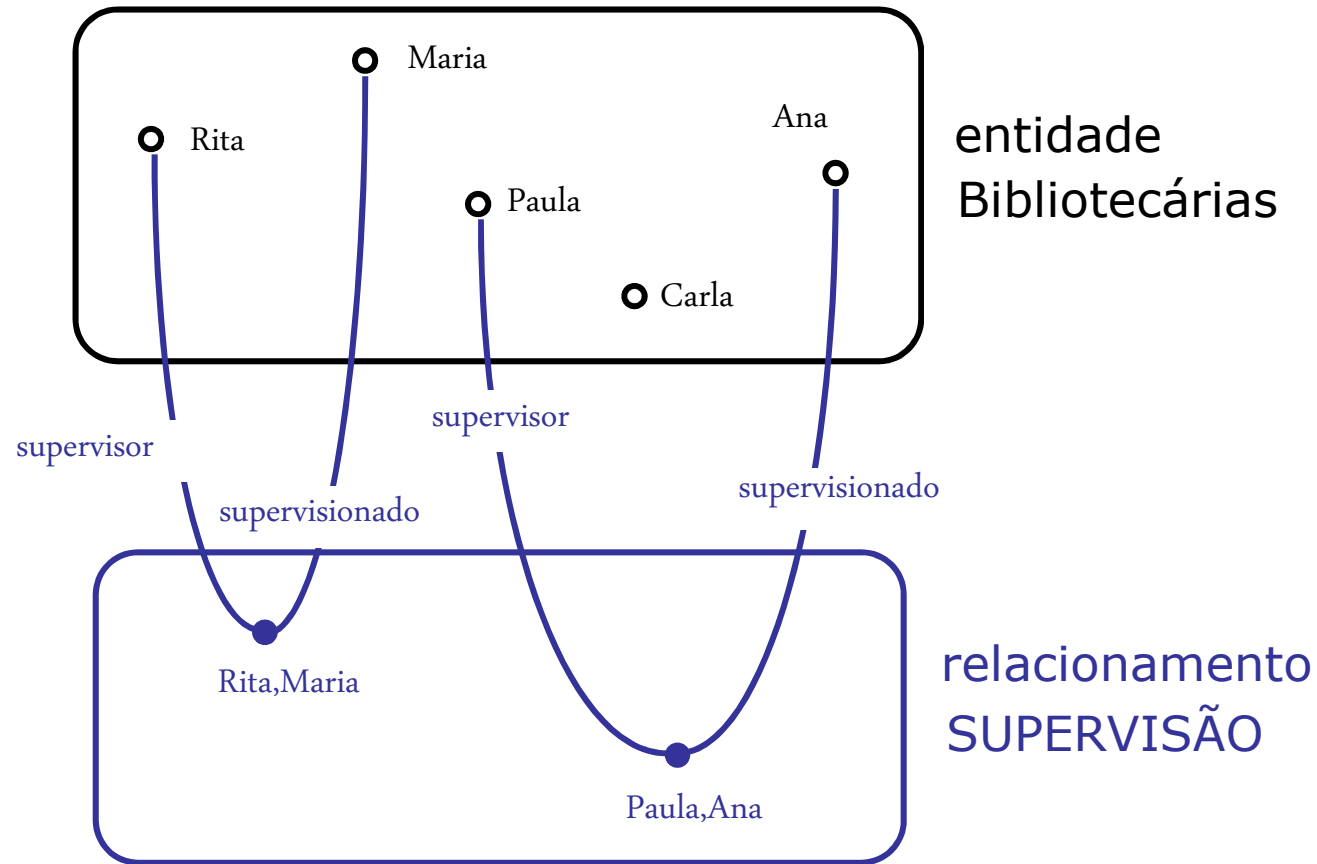 Maria
Ana
Rita
Paula
Carla
entidade
Bibliotecárias
supervisor
supervisor
supervisionado
supervisionado
Rita,Maria
Paula,Ana
relacionamento
SUPERVISÃO